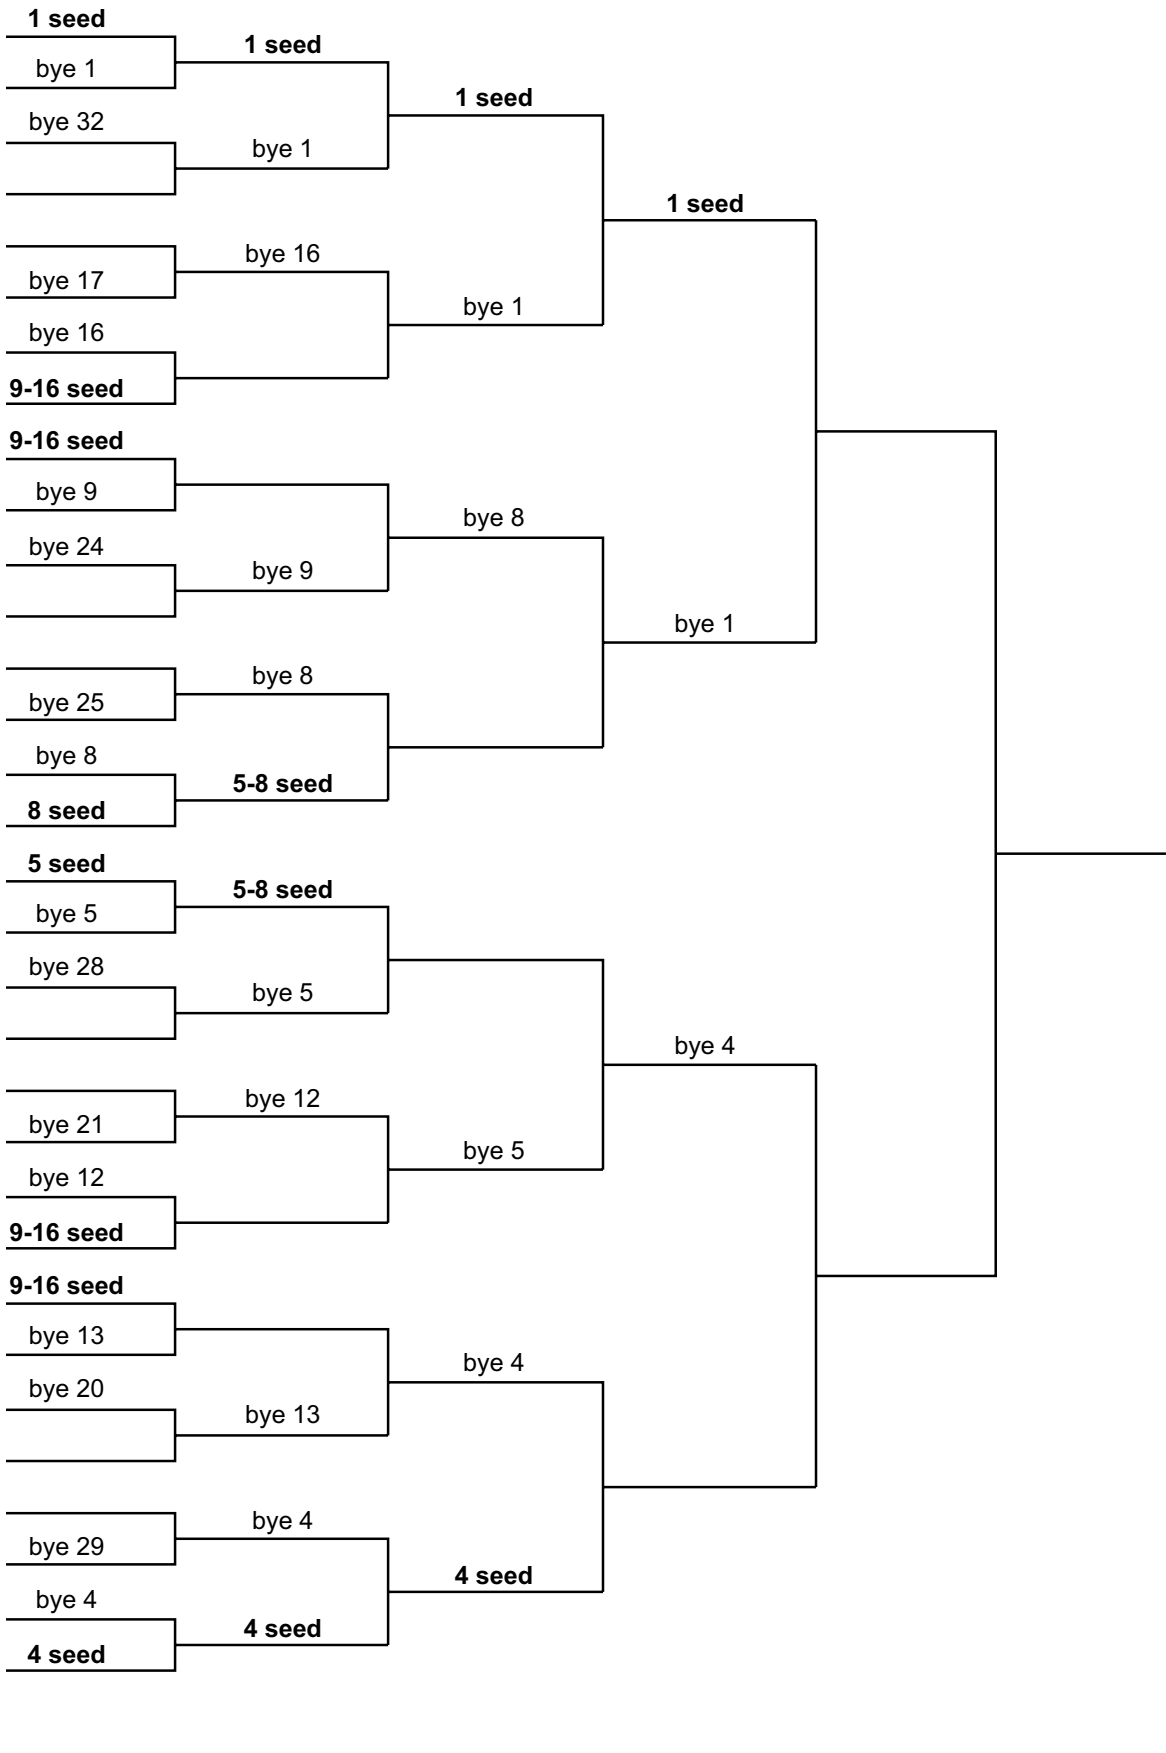 1 seed
bye 1
bye 32
bye 17
bye 16
9-16 seed
9-16 seed
bye 9
bye 24
bye 25
bye 8
8 seed
5 seed
bye 5
bye 28
bye 21
bye 12
9-16 seed
9-16 seed
bye 13
bye 20
bye 29
bye 4
4 seed
1 seed
bye 1
bye 16
bye 9
bye 8
5-8 seed
5-8 seed
bye 5
bye 12
bye 13
bye 4
4 seed
1 seed
bye 1
bye 8
bye 5
bye 4
4 seed
1 seed
bye 1
bye 4